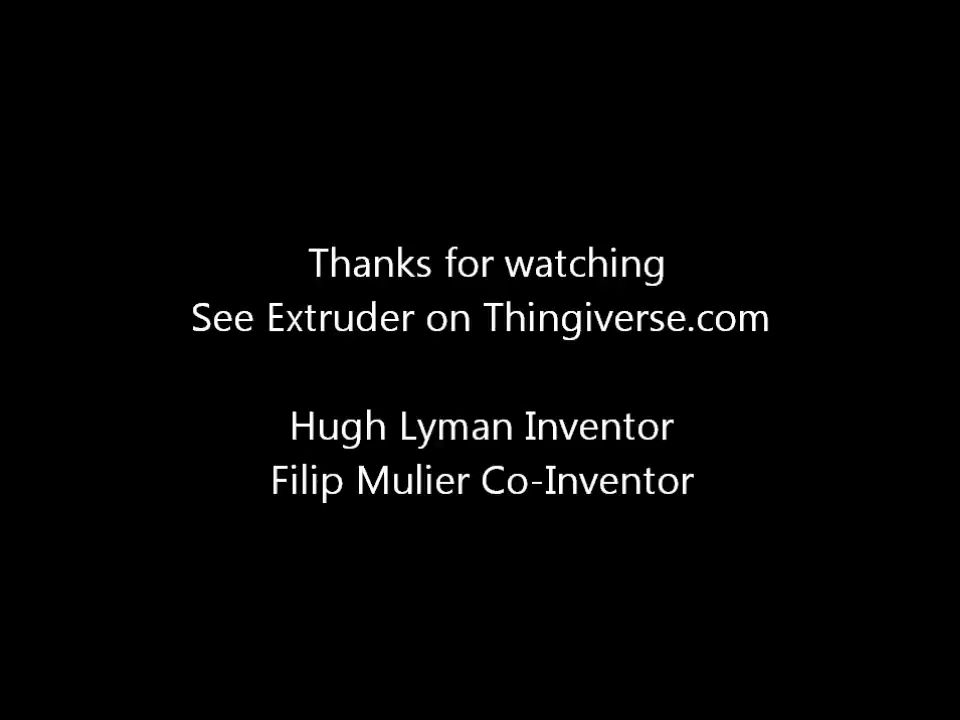 Thanks for watching
See Extruder on Thingiverse.com
Hugh Lyman Inventor
Filip Mulier Co-Inventor